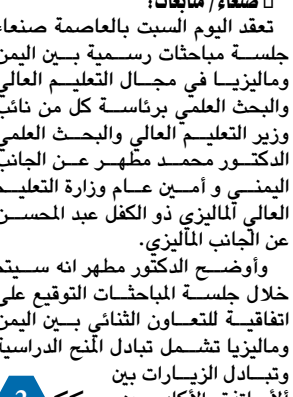 صنعاء/ متابعات:
تعقد اليوم السبت بالعاصمة صنعاء
جلسة مباحثات رسمية بين اليمن
وماليزيا في مجال التعليم العالي
والبحث العلمي برئاسة كل من نائب
وزير التعليم العالي والبحث العلمي
الدكتور محمد مطهر عن الجانب
اليمني و أمين عام وزارة التعليم
العالي الماليزي ذو الكفل عبد المحسن
عن الجانب الماليزي.
وأوضح الدكتور مطهر انه سيتم
خلال جلسة المباحثات التوقيع على
اتفاقية للتعاون الثنائي بين اليمن
وماليزيا تشمل تبادل المنح الدراسية
وتبادل الزيارات بين